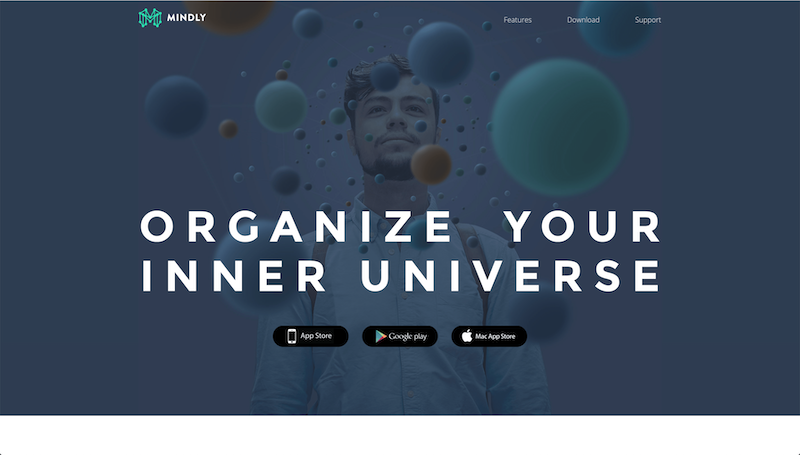 MINDLY
Features
Download
Support
ORGANIZE YOUR
INNER UNIVERSE
App Store
Google play
Mac App Store